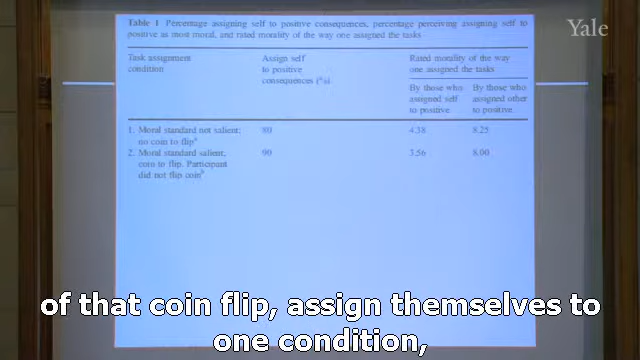 Yale
Table 1 Percentage assigning self to positive consequences, percentage perceiving assigning self to
positive as most moral, and rated morality of the way one assigned the tasks
Task assignment
condition
Assign self
to positive
consequences (%)
Rated morality of the way
one assigned the tasks
By those who
assigned self
to positive
By those who
assigned other
to positive
1. Moral standard not salient;
no coin to flip
80
4.38
8.25
2. Moral standard salient,
coin to flip. Participant
did not flip coin
90
3.56
8.00
of that coin flip, assign themselves to
one condition,